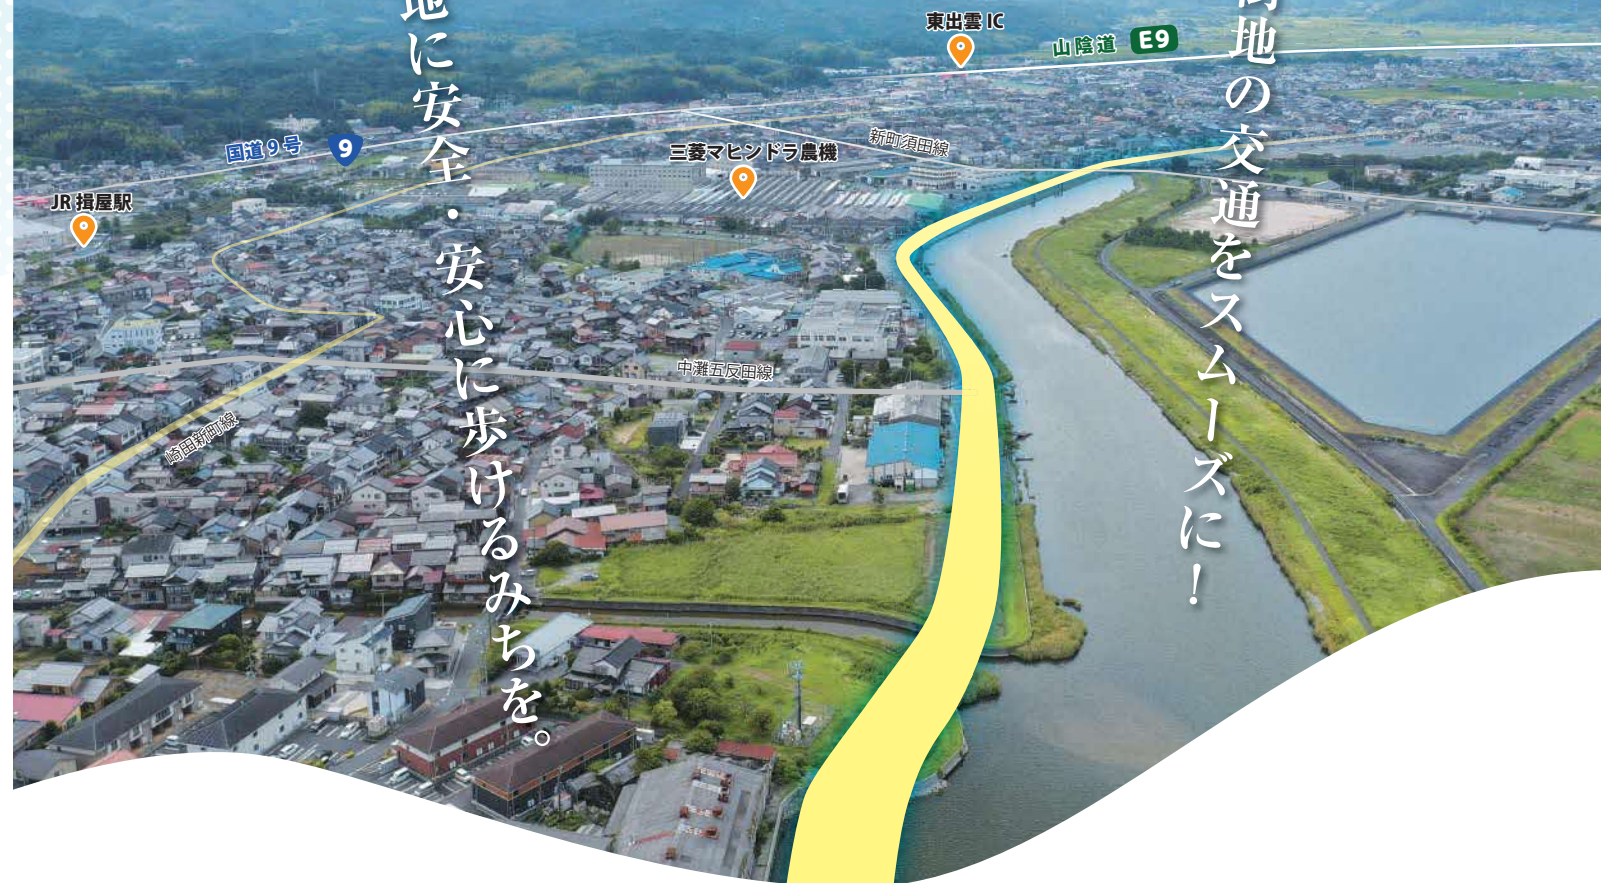 東出雲 IC
山陰道 E9
国道9号 9
新町須田線
三菱マヒンドラ農機
JR 揖屋駅
中灘五反田線
崎田新町線
街地の交通をスムーズに！
地に安全・安心に歩けるみちを。